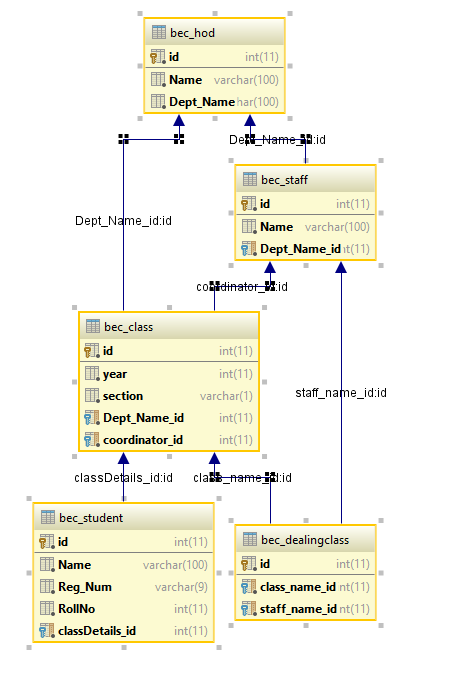 bec_hod
id int(11)
Name varchar(100)
Dept_Name har(100)
Dept_Name_id:id
bec_staff
id int(11)
Name varchar(100)
Dept_Name_id nt(11)
Dept_Name_id:id
coordinator_id:id
bec_class
id int(11)
year int(11)
section varchar(1)
Dept_Name_id int(11)
coordinator_id int(11)
staff_name_id:id
classDetails_id:id
class_name_id:id
bec_student
id int(11)
Name varchar(100)
Reg_Num varchar(9)
RollNo int(11)
classDetails_id int(11)
bec_dealingclass
id int(11)
class_name_id nt(11)
staff_name_id nt(11)